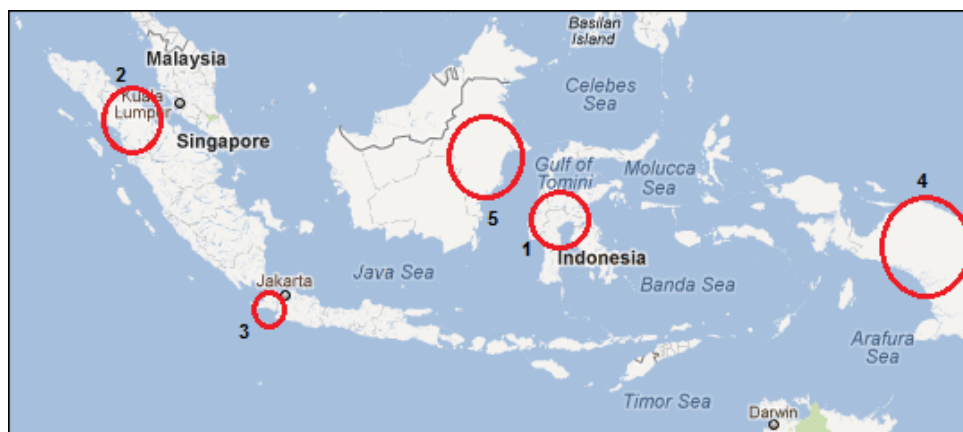 Basilan
Island
Malaysia
2
Kuala
Lumpur
Celebes
Sea
Singapore
Gulf of
Tomini
Molucca
Sea
4
5
1
Indonesia
Java Sea
Jakarta
Banda Sea
3
Arafura
Sea
Timor Sea
Darwin